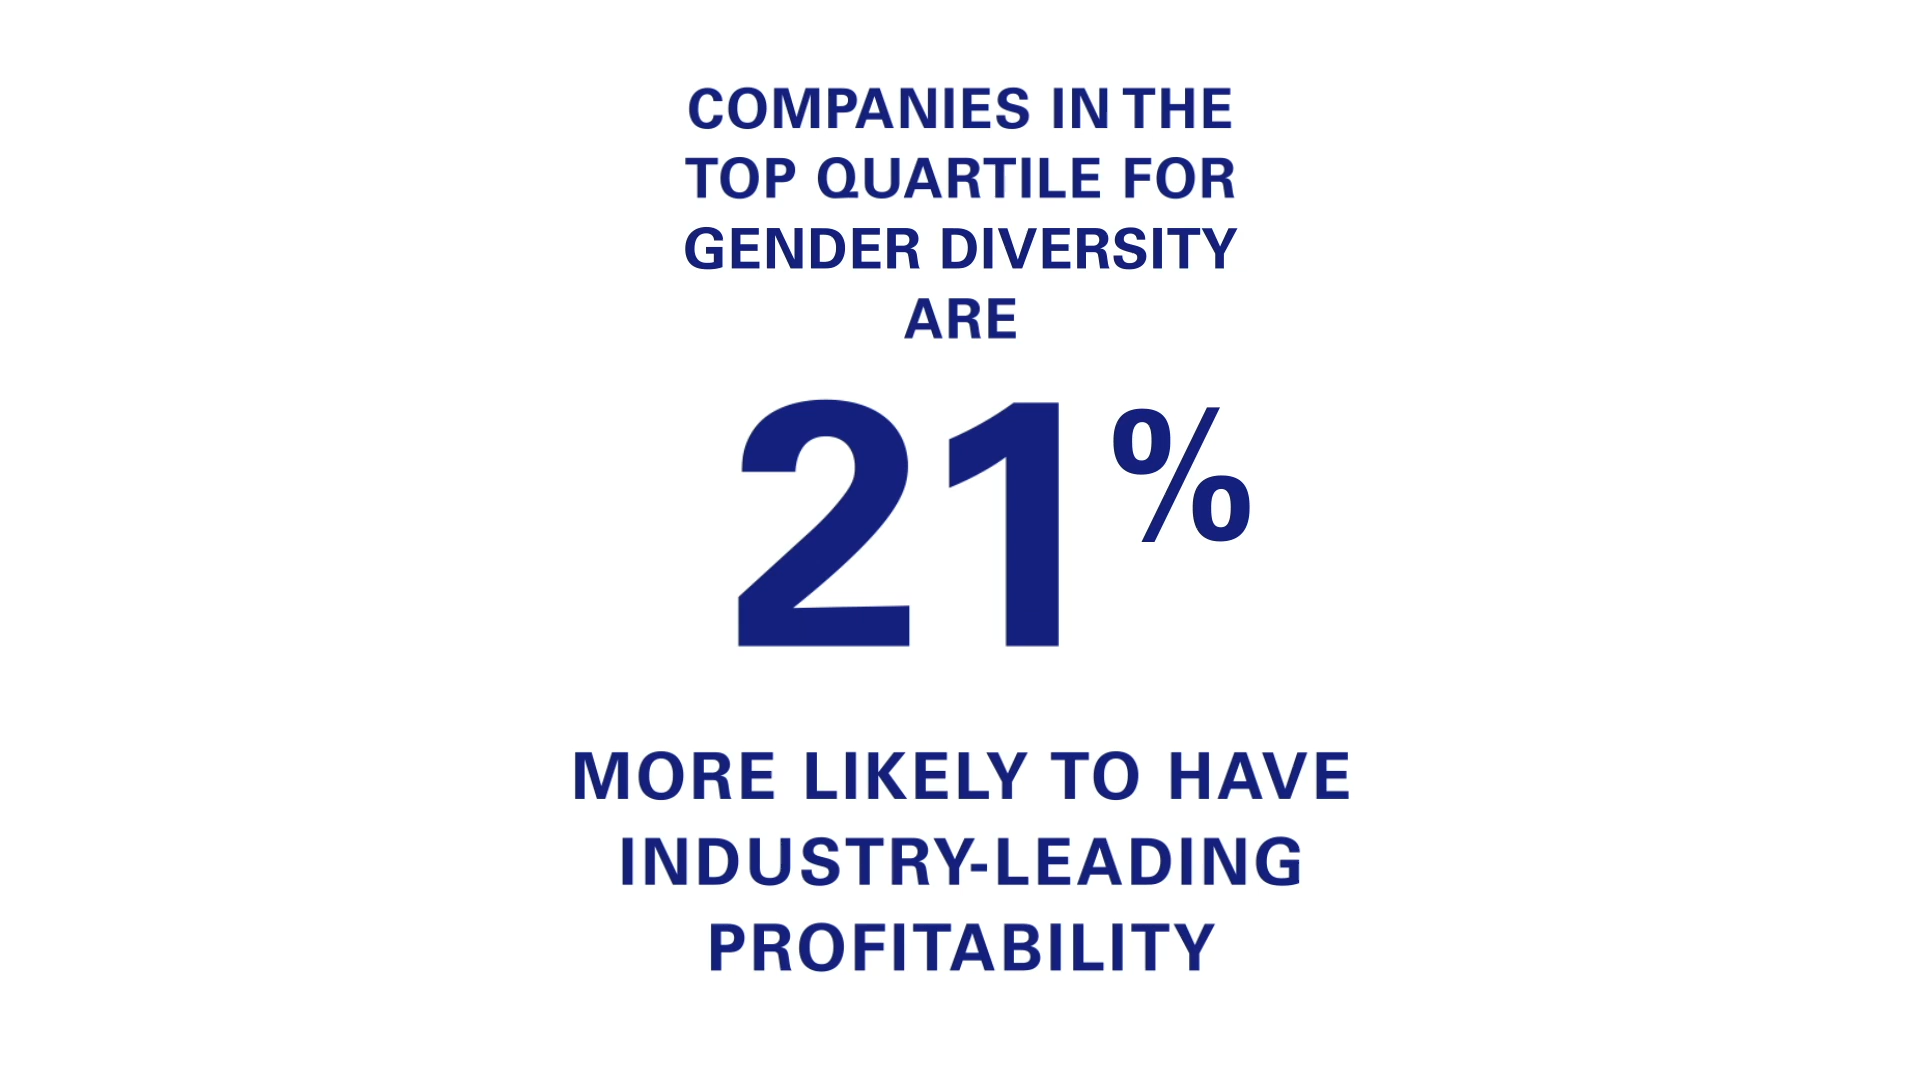 COMPANIES IN THE
TOP QUARTILE FOR
GENDER DIVERSITY
ARE
21%
MORE LIKELY TO HAVE
INDUSTRY-LEADING
PROFITABILITY